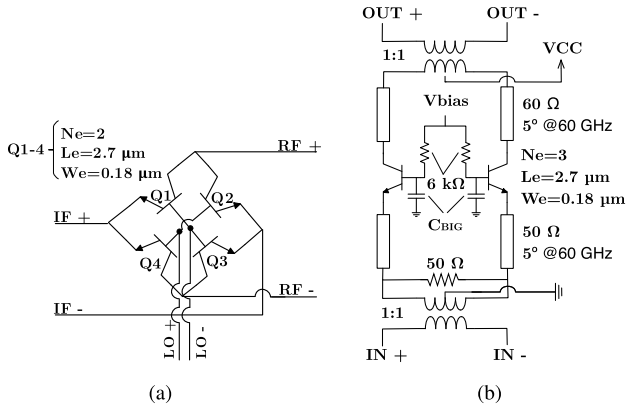 Q1-4
Ne=2
Le=2.7 µm
We=0.18 µm
RF +
Q1
Q2
IF +
Q4
Q3
RF -
IF -
LO +
LO -
(a)
OUT +
OUT -
1:1
VCC
Vbias
60 Ω
5º @60 GHz
Ne=3
Le=2.7 µm
We=0.18 µm
6 kΩ
CBIG
50 Ω
5º @60 GHz
50 Ω
1:1
IN +
IN -
(b)